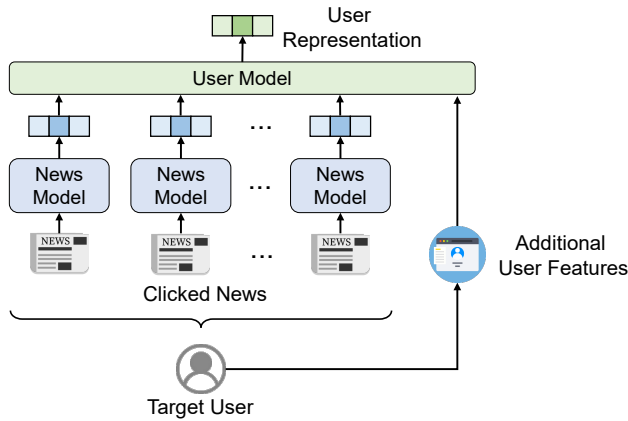 User
Representation
User Model
...
News
Model
News
Model
...
News
Model
NEWS
NEWS
...
NEWS
Additional
User Features
Clicked News
Target User